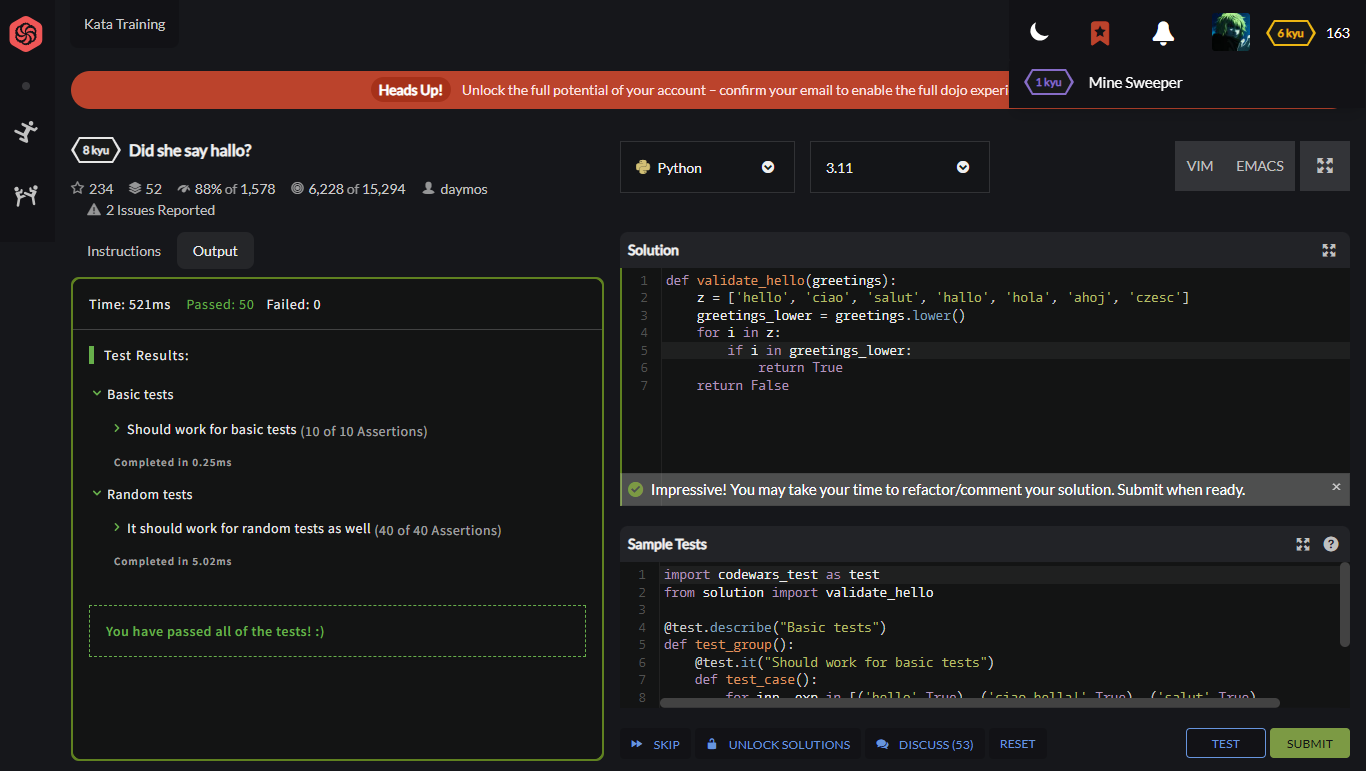 Kata Training
6 kyu 163
1 kyu Mine Sweeper
Heads Up! Unlock the full potential of your account – confirm your email to enable the full dojo experi
8 kyu Did she say hallo?
234 52 88% of 1,578 6,228 of 15,294 daymos
2 Issues Reported
Python 3.11
VIM EMACS
Instructions Output
Time: 521ms Passed: 50 Failed: 0
Test Results:
Basic tests
Should work for basic tests (10 of 10 Assertions)
Completed in 0.25ms
Random tests
It should work for random tests as well (40 of 40 Assertions)
Completed in 5.02ms
You have passed all of the tests! :)
Solution
1 def validate_hello(greetings):
2 z = ['hello', 'ciao', 'salut', 'hallo', 'hola', 'ahoj', 'czesc']
3 greetings_lower = greetings.lower()
4 for i in z:
5 if i in greetings_lower:
6 return True
7 return False
Impressive! You may take your time to refactor/comment your solution. Submit when ready.
Sample Tests
1 import codewars_test as test
2 from solution import validate_hello
3
4 @test.describe("Basic tests")
5 def test_group():
6 @test.it("Should work for basic tests")
7 def test_case():
8 for inp, exp in [('hello',True), ('ciao bella!',True), ('salut',True),
SKIP UNLOCK SOLUTIONS DISCUSS (53) RESET TEST SUBMIT